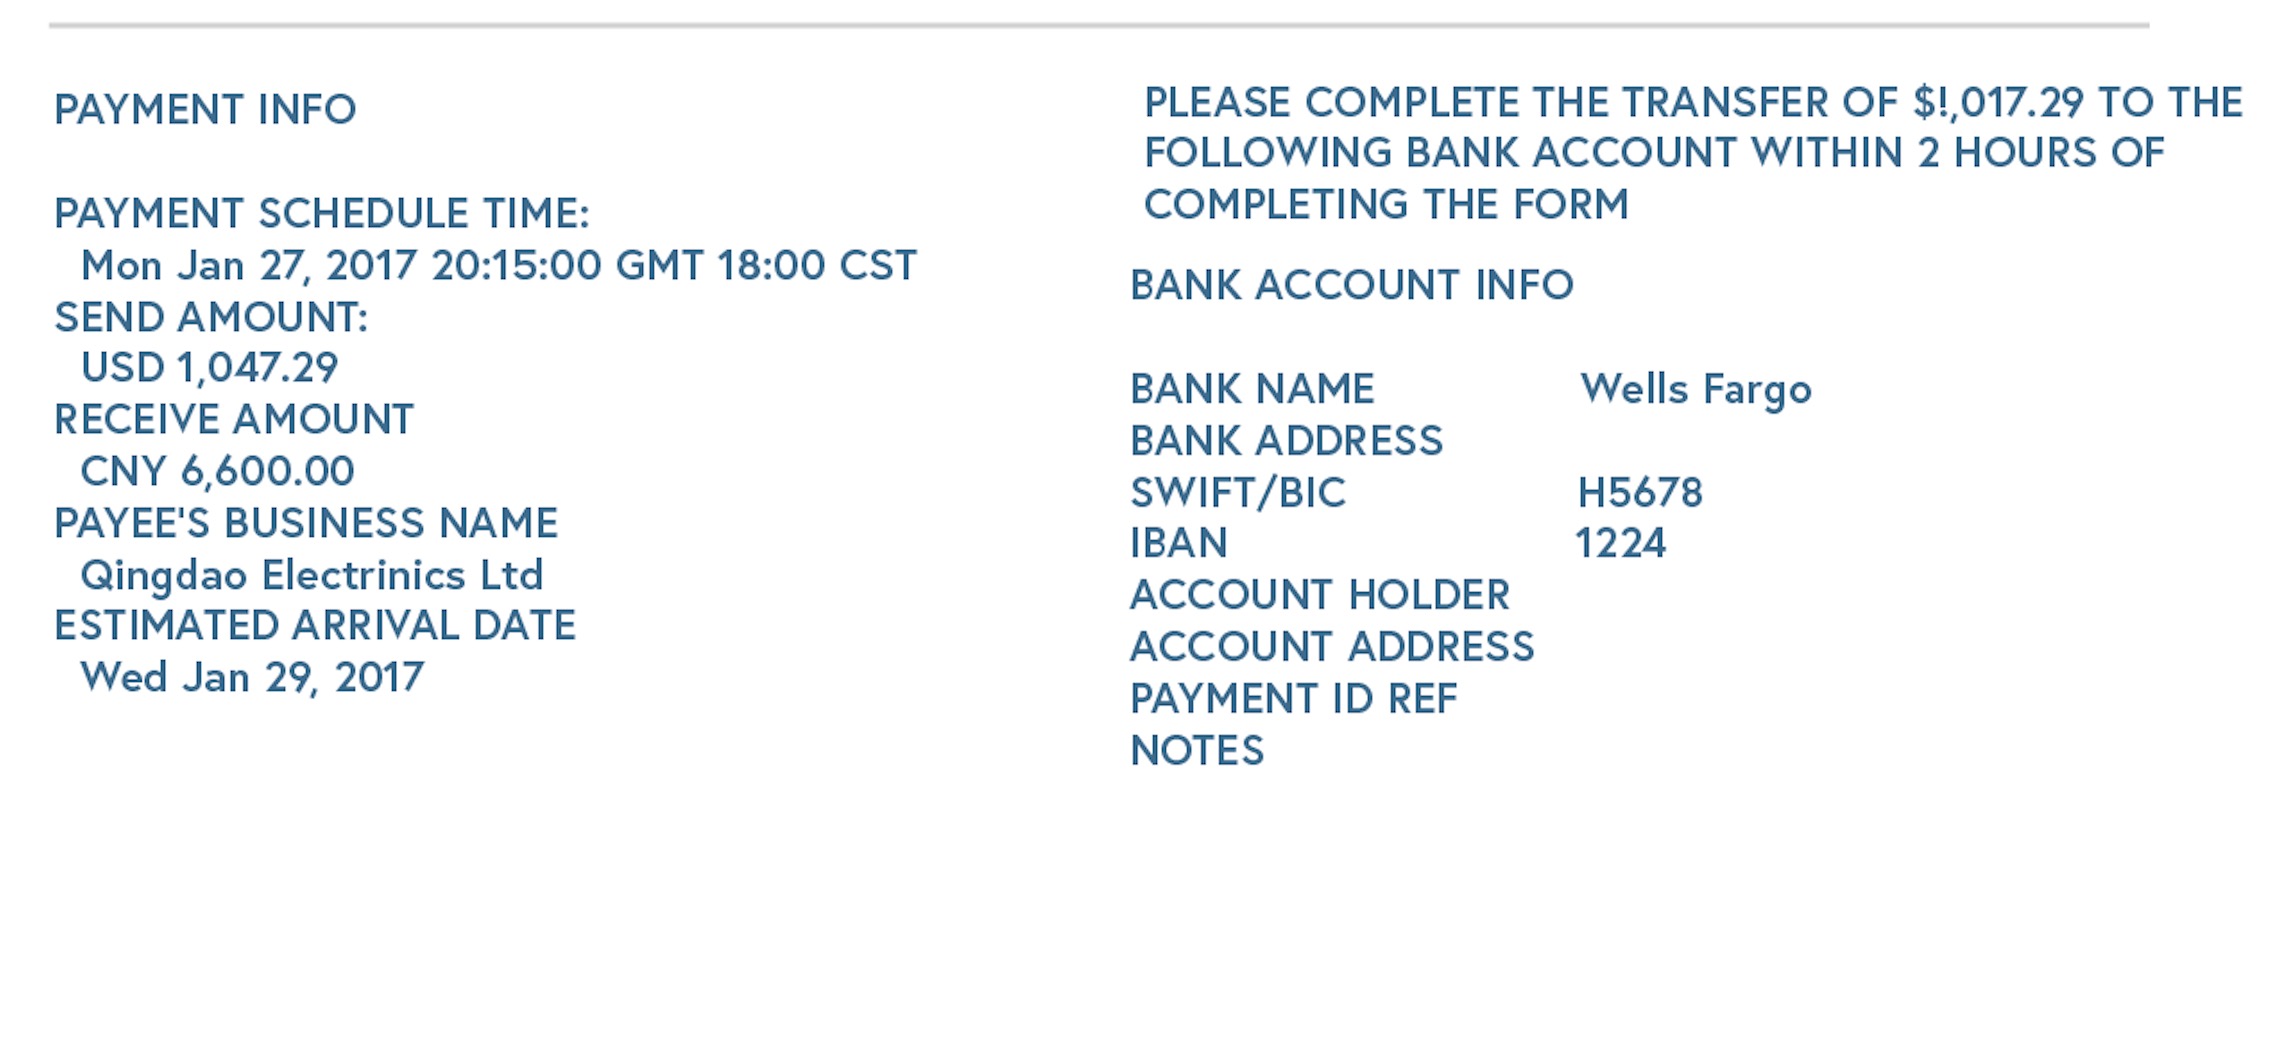 PAYMENT INFO
PAYMENT SCHEDULE TIME:
Mon Jan 27, 2017 20:15:00 GMT 18:00 CST
SEND AMOUNT:
USD 1,047.29
RECEIVE AMOUNT
CNY 6,600.00
PAYEE'S BUSINESS NAME
Qingdao Electrinics Ltd
ESTIMATED ARRIVAL DATE
Wed Jan 29, 2017
PLEASE COMPLETE THE TRANSFER OF $!,017.29 TO THE
FOLLOWING BANK ACCOUNT WITHIN 2 HOURS OF
COMPLETING THE FORM
BANK ACCOUNT INFO
BANK NAME Wells Fargo
BANK ADDRESS
SWIFT/BIC H5678
IBAN 1224
ACCOUNT HOLDER
ACCOUNT ADDRESS
PAYMENT ID REF
NOTES